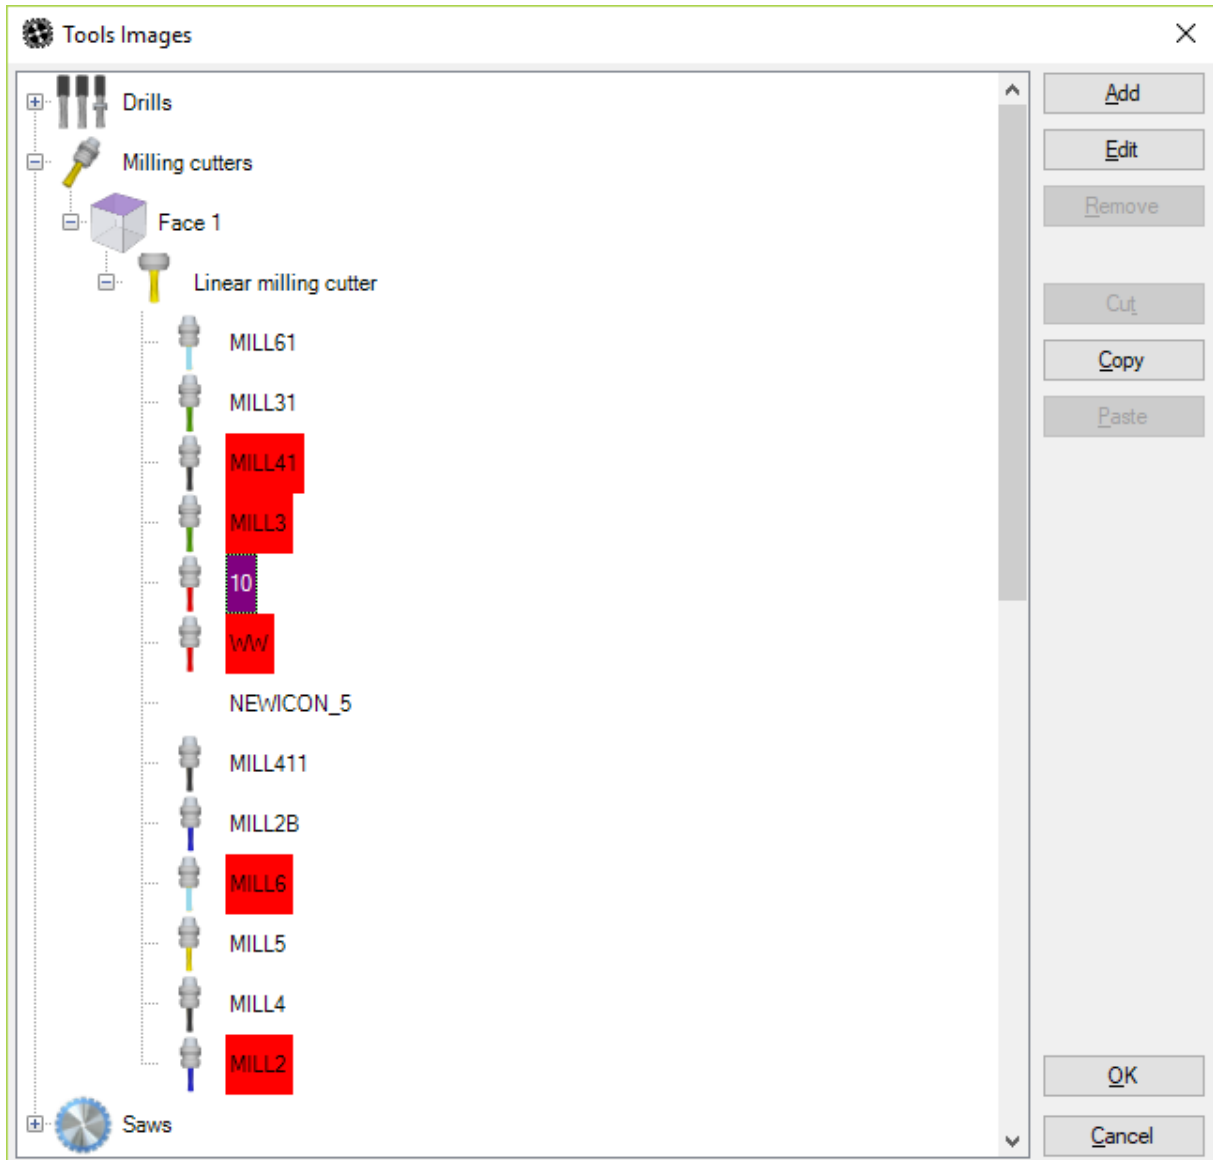 Tools Images
Drills
Milling cutters
Face 1
Linear milling cutter
MILL61
MILL31
MILL41
MILL3
10
WW
NEWICON_5
MILL411
MILL2B
MILL6
MILL5
MILL4
MILL2
Saws
Add
Edit
Remove
Cut
Copy
Paste
OK
Cancel